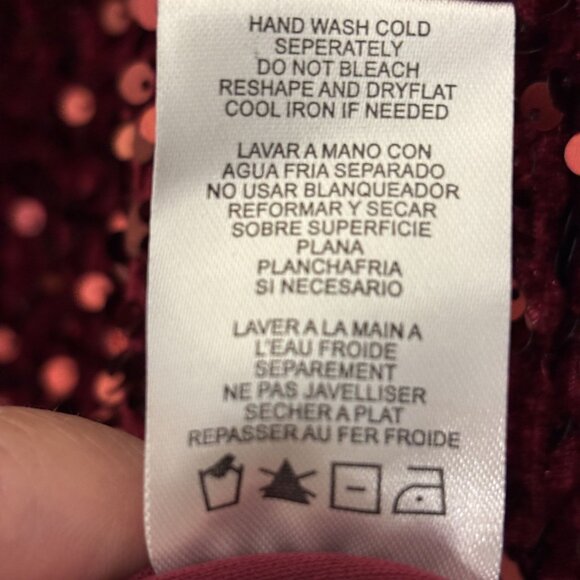 HAND WASH COLD
SEPERATELY
DO NOT BLEACH
RESHAPE AND DRYFLAT
COOL IRON IF NEEDED
LAVAR A MANO CON
AGUA FRIA SEPARADO
NO USAR BLANQUEADOR
REFORMAR Y SECAR
SOBRE SUPERFICIE
PLANA
PLANCHAFRIA
SI NECESARIO
LAVER A LA MAIN A
L'EAU FROIDE
SEPAREMENT
NE PAS JAVELLISER
SECHER A PLAT
REPASSER AU FER FROIDE